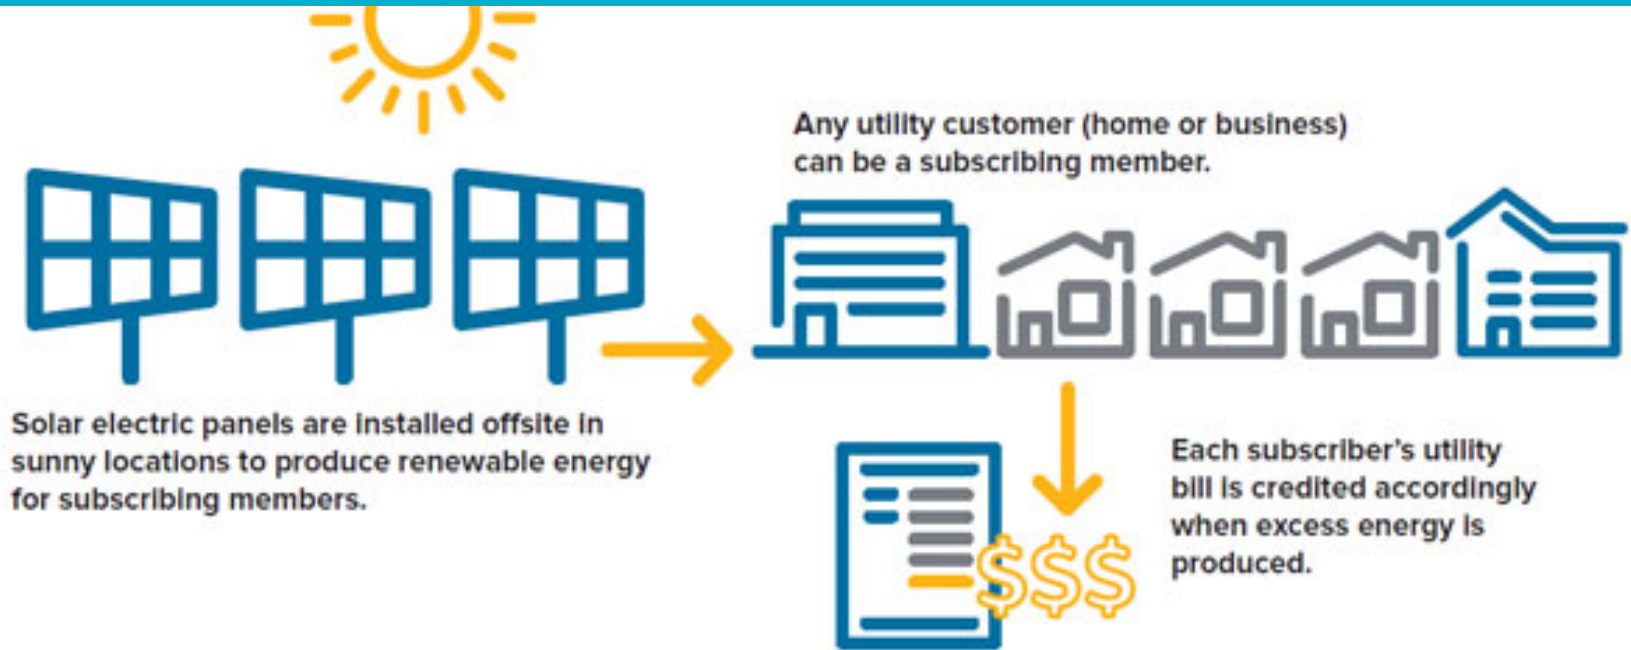 Any utility customer (home or business)
can be a subscribing member.
Solar electric panels are installed offsite in
sunny locations to produce renewable energy
for subscribing members.
Each subscriber's utility
bill is credited accordingly
when excess energy is
produced.
$$$